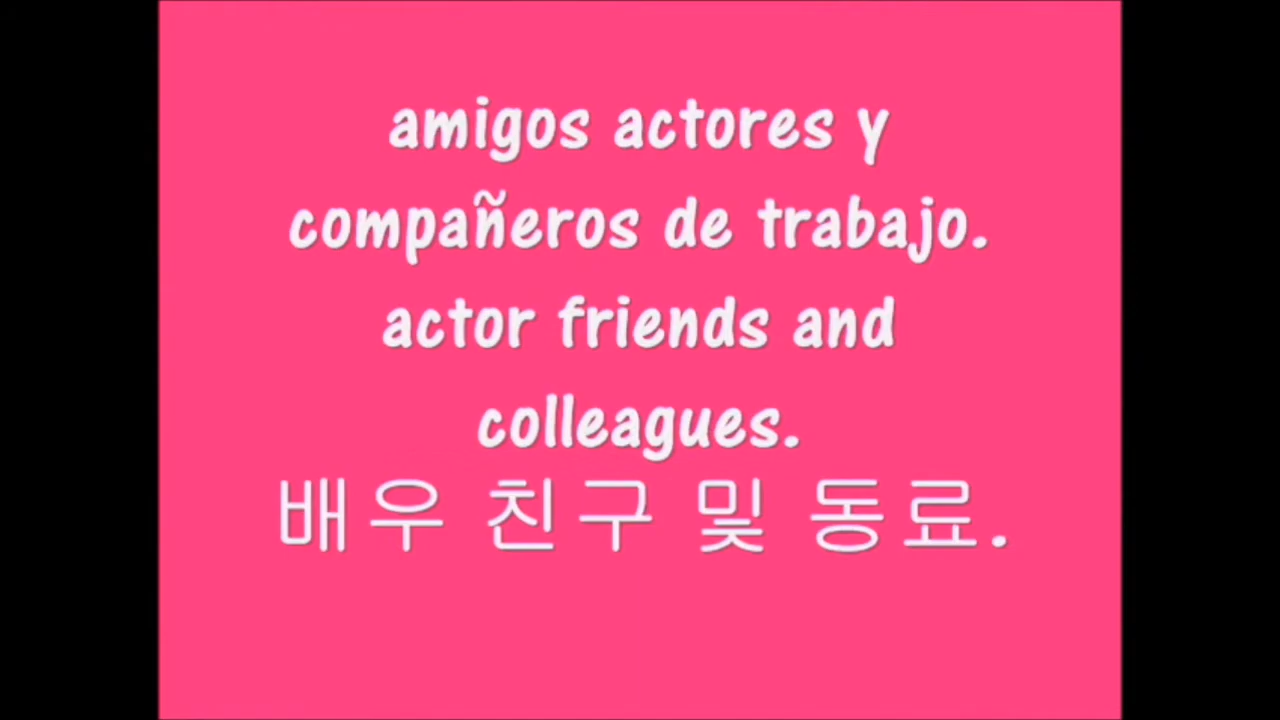 amigos actores y
compañeros de trabajo.
actor friends and
colleagues.
배우 친구 및 동료.